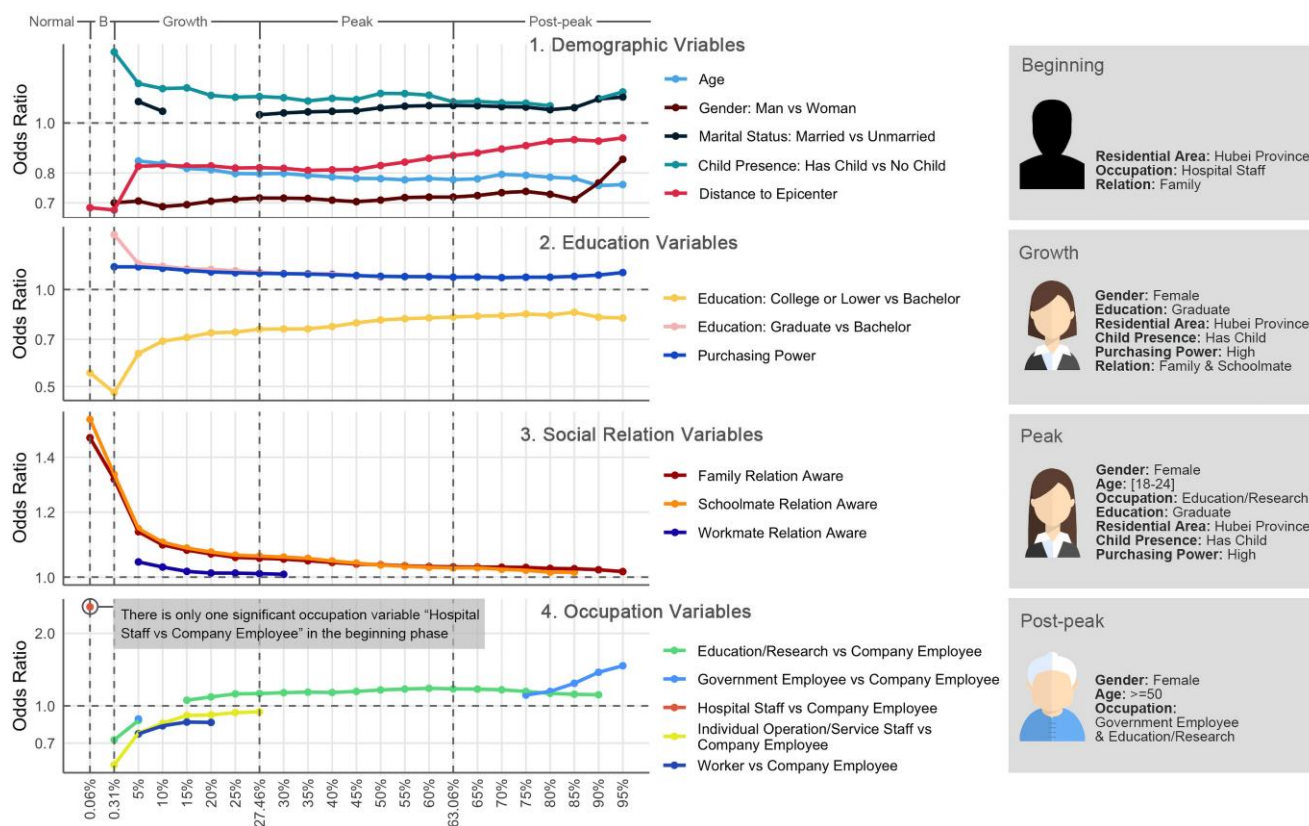 Normal B Growth Peak Post-peak
1. Demographic Vriables
Odds Ratio
1.0
0.8
0.7
Age
Gender: Man vs Woman
Marital Status: Married vs Unmarried
Child Presence: Has Child vs No Child
Distance to Epicenter
2. Education Variables
Odds Ratio
1.0
0.7
0.5
Education: College or Lower vs Bachelor
Education: Graduate vs Bachelor
Purchasing Power
3. Social Relation Variables
Odds Ratio
1.4
1.2
1.0
Family Relation Aware
Schoolmate Relation Aware
Workmate Relation Aware
4. Occupation Variables
There is only one significant occupation variable “Hospital
Staff vs Company Employee” in the beginning phase
Odds Ratio
2.0
1.0
0.7
Education/Research vs Company Employee
Government Employee vs Company Employee
Hospital Staff vs Company Employee
Individual Operation/Service Staff vs
Company Employee
Worker vs Company Employee
0.06% 0.31% 5% 10% 15% 20% 25% 27.46% 30% 35% 40% 45% 50% 55% 60% 63.06% 65% 70% 75% 80% 85% 90% 95%
Beginning
Residential Area: Hubei Province
Occupation: Hospital Staff
Relation: Family
Growth
Gender: Female
Education: Graduate
Residential Area: Hubei Province
Child Presence: Has Child
Purchasing Power: High
Relation: Family & Schoolmate
Peak
Gender: Female
Age: [18-24]
Occupation: Education/Research
Education: Graduate
Residential Area: Hubei Province
Child Presence: Has Child
Purchasing Power: High
Post-peak
Gender: Female
Age: >=50
Occupation:
Government Employee
& Education/Research